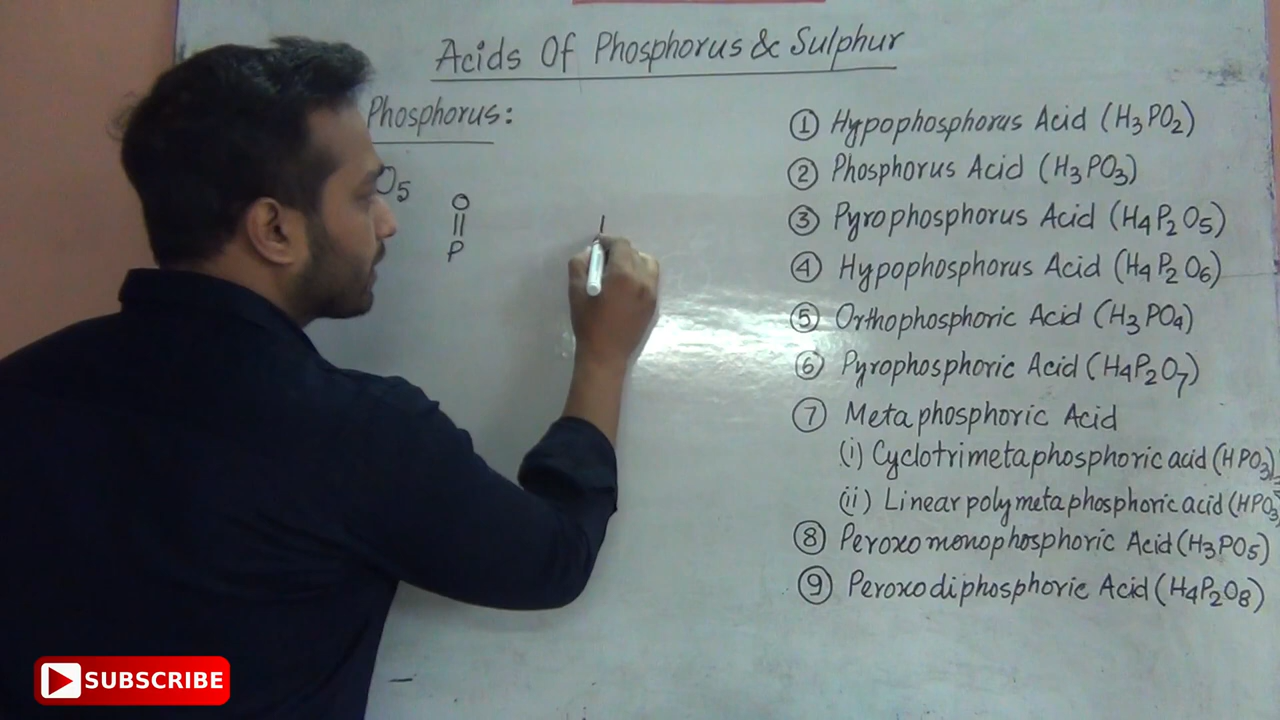 Acids Of Phosphorus & Sulphur
Phosphorus:
O5
O
||
P
① Hypophosphorus Acid (H3PO2)
② Phosphorus Acid (H3PO3)
③ Pyrophosphorus Acid (H4P2O5)
④ Hypophosphorus Acid (H4P2O6)
⑤ Orthophosphoric Acid (H3PO4)
⑥ Pyrophosphoric Acid (H4P2O7)
⑦ Metaphosphoric Acid
(i) Cyclotrimetaphosphoric acid (HPO3)3
(ii) Linear polymetaphosphoric acid (HPO3)
⑧ Peroxomonophosphoric Acid (H3PO5)
⑨ Peroxodiphosphoric Acid (H4P2O8)
SUBSCRIBE